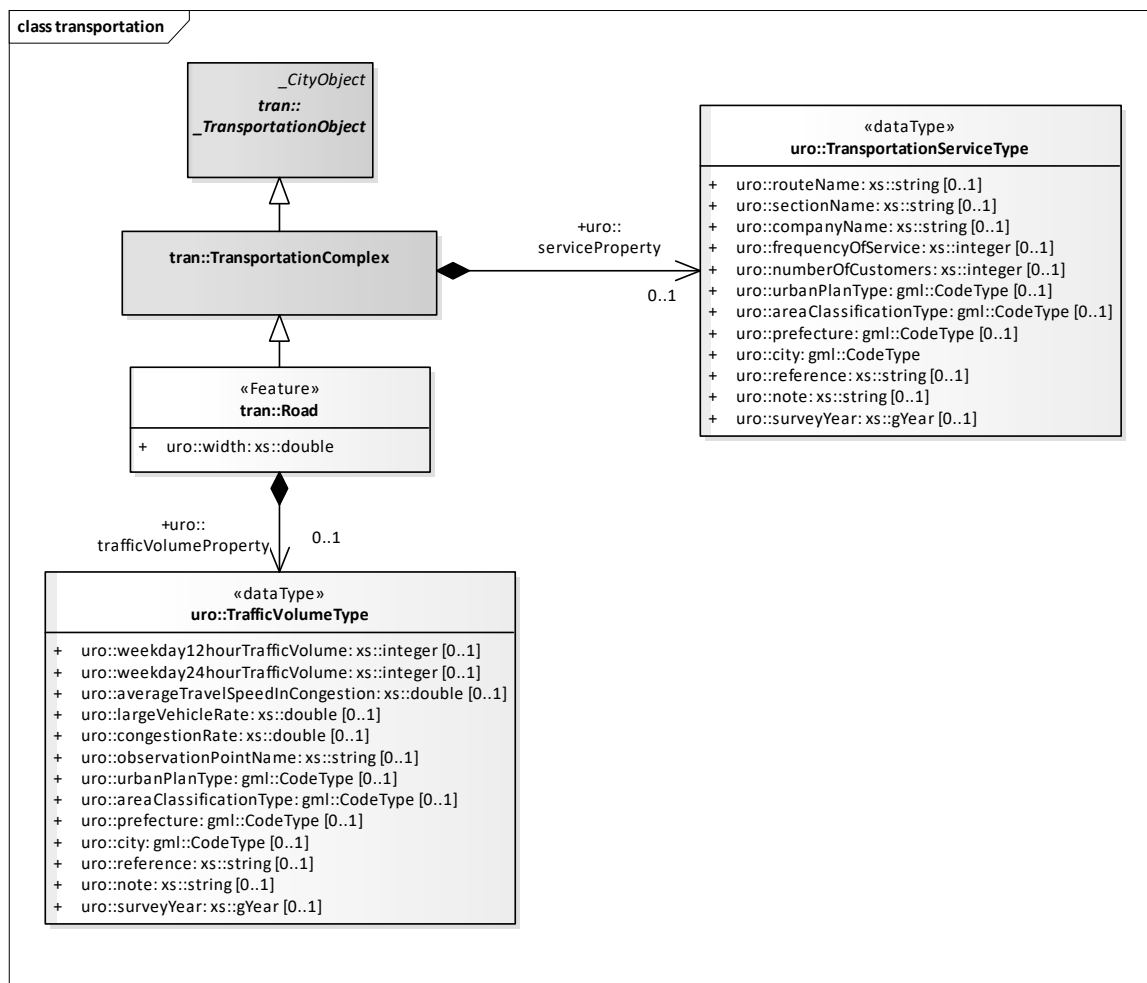 class transportation
_CityObject
tran::
_TransportationObject
«dataType»
uro::TransportationServiceType
+ uro::routeName: xs::string [0..1]
+ uro::sectionName: xs::string [0..1]
+ uro::companyName: xs::string [0..1]
+ uro::frequencyOfService: xs::integer [0..1]
+ uro::numberOfCustomers: xs::integer [0..1]
+ uro::urbanPlanType: gml::CodeType [0..1]
+ uro::areaClassificationType: gml::CodeType [0..1]
+ uro::prefecture: gml::CodeType [0..1]
+ uro::city: gml::CodeType
+ uro::reference: xs::string [0..1]
+ uro::note: xs::string [0..1]
+ uro::surveyYear: xs::gYear [0..1]
+uro::
serviceProperty
0..1
tran::TransportationComplex
«Feature»
tran::Road
+ uro::width: xs::double
+uro::
trafficVolumeProperty
0..1
«dataType»
uro::TrafficVolumeType
+ uro::weekday12hourTrafficVolume: xs::integer [0..1]
+ uro::weekday24hourTrafficVolume: xs::integer [0..1]
+ uro::averageTravelSpeedInCongestion: xs::double [0..1]
+ uro::largeVehicleRate: xs::double [0..1]
+ uro::congestionRate: xs::double [0..1]
+ uro::observationPointName: xs::string [0..1]
+ uro::urbanPlanType: gml::CodeType [0..1]
+ uro::areaClassificationType: gml::CodeType [0..1]
+ uro::prefecture: gml::CodeType [0..1]
+ uro::city: gml::CodeType [0..1]
+ uro::reference: xs::string [0..1]
+ uro::note: xs::string [0..1]
+ uro::surveyYear: xs::gYear [0..1]